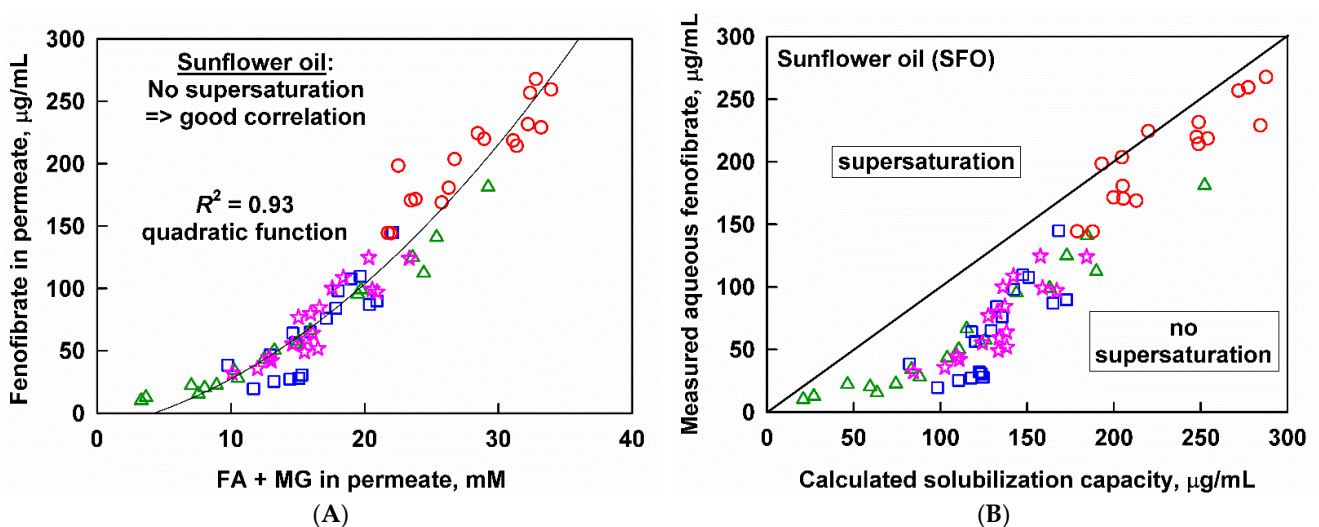 Fenofibrate in permeate, µg/mL
300
250
200
150
100
50
0
Sunflower oil:
No supersaturation
=> good correlation
R² = 0.93
quadratic function
0
10
20
30
40
FA + MG in permeate, mM
(A)
Measured aqueous fenofibrate, µg/mL
300
250
200
150
100
50
0
Sunflower oil (SFO)
supersaturation
no
supersaturation
0
50
100
150
200
250
300
Calculated solubilization capacity, µg/mL
(B)